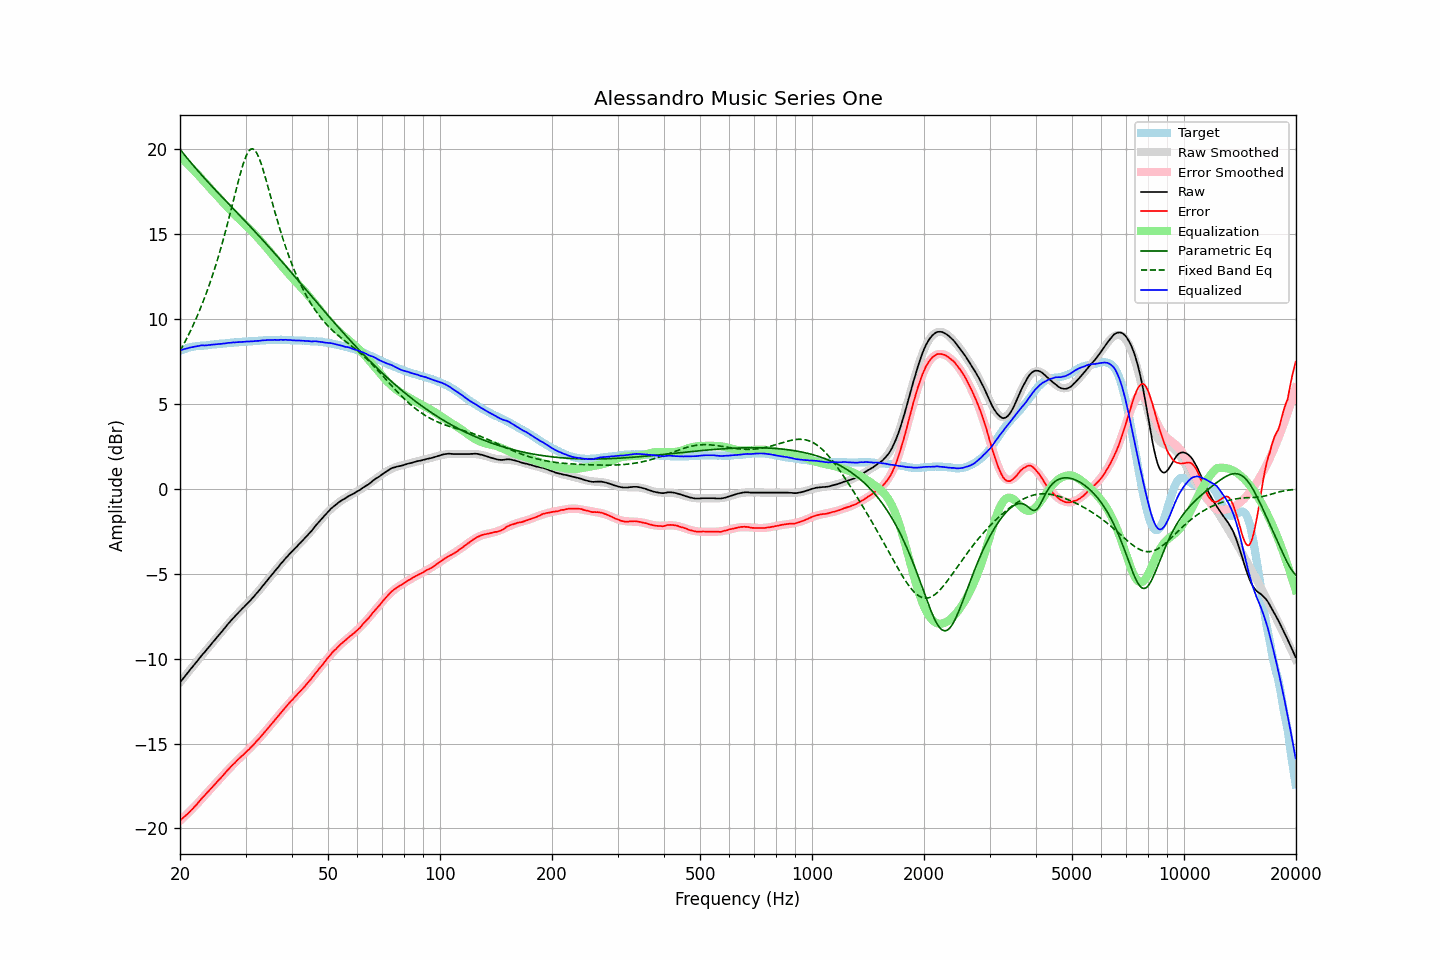 Alessandro Music Series One
Amplitude (dBr)
20
15
10
5
0
−5
−10
−15
−20
Target
Raw Smoothed
Error Smoothed
Raw
Error
Equalization
Parametric Eq
Fixed Band Eq
Equalized
20 50 100 200 500 1000 2000 5000 10000 20000
Frequency (Hz)